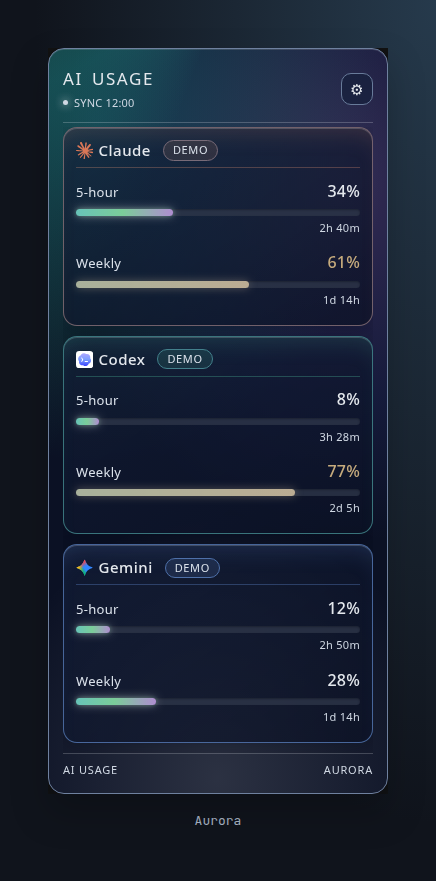 AI USAGE
SYNC 12:00
⚙
Claude DEMO
5-hour 34%
2h 40m
Weekly 61%
1d 14h
Codex DEMO
5-hour 8%
3h 28m
Weekly 77%
2d 5h
Gemini DEMO
5-hour 12%
2h 50m
Weekly 28%
1d 14h
AI USAGE AURORA
Aurora